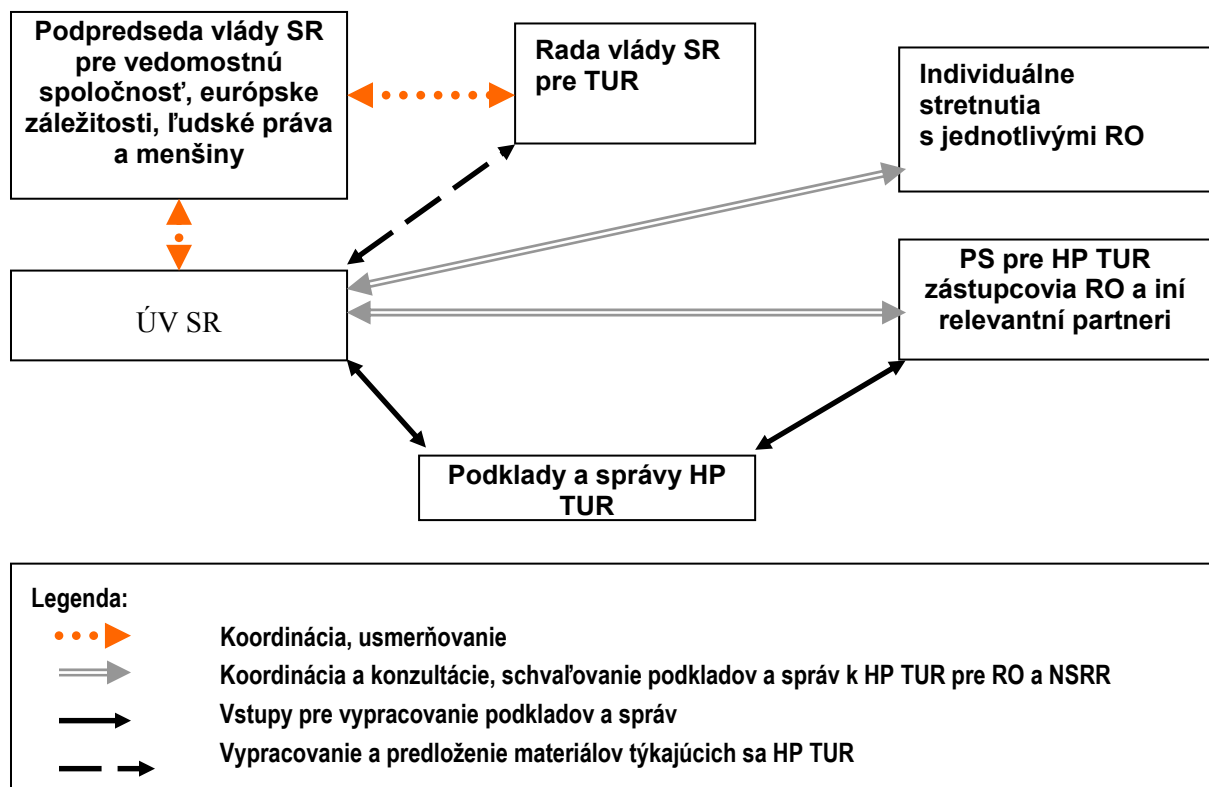 Podpredseda vlády SR
pre vedomostnú
spoločnosť, európske
záležitosti, ľudské práva
a menšiny
Rada vlády SR
pre TUR
Individuálne
stretnutia
s jednotlivými RO
ÚV SR
PS pre HP TUR
zástupcovia RO a iní
relevantní partneri
Podklady a správy HP
TUR
Legenda:
Koordinácia, usmerňovanie
Koordinácia a konzultácie, schvaľovanie podkladov a správ k HP TUR pre RO a NSRR
Vstupy pre vypracovanie podkladov a správ
Vypracovanie a predloženie materiálov týkajúcich sa HP TUR